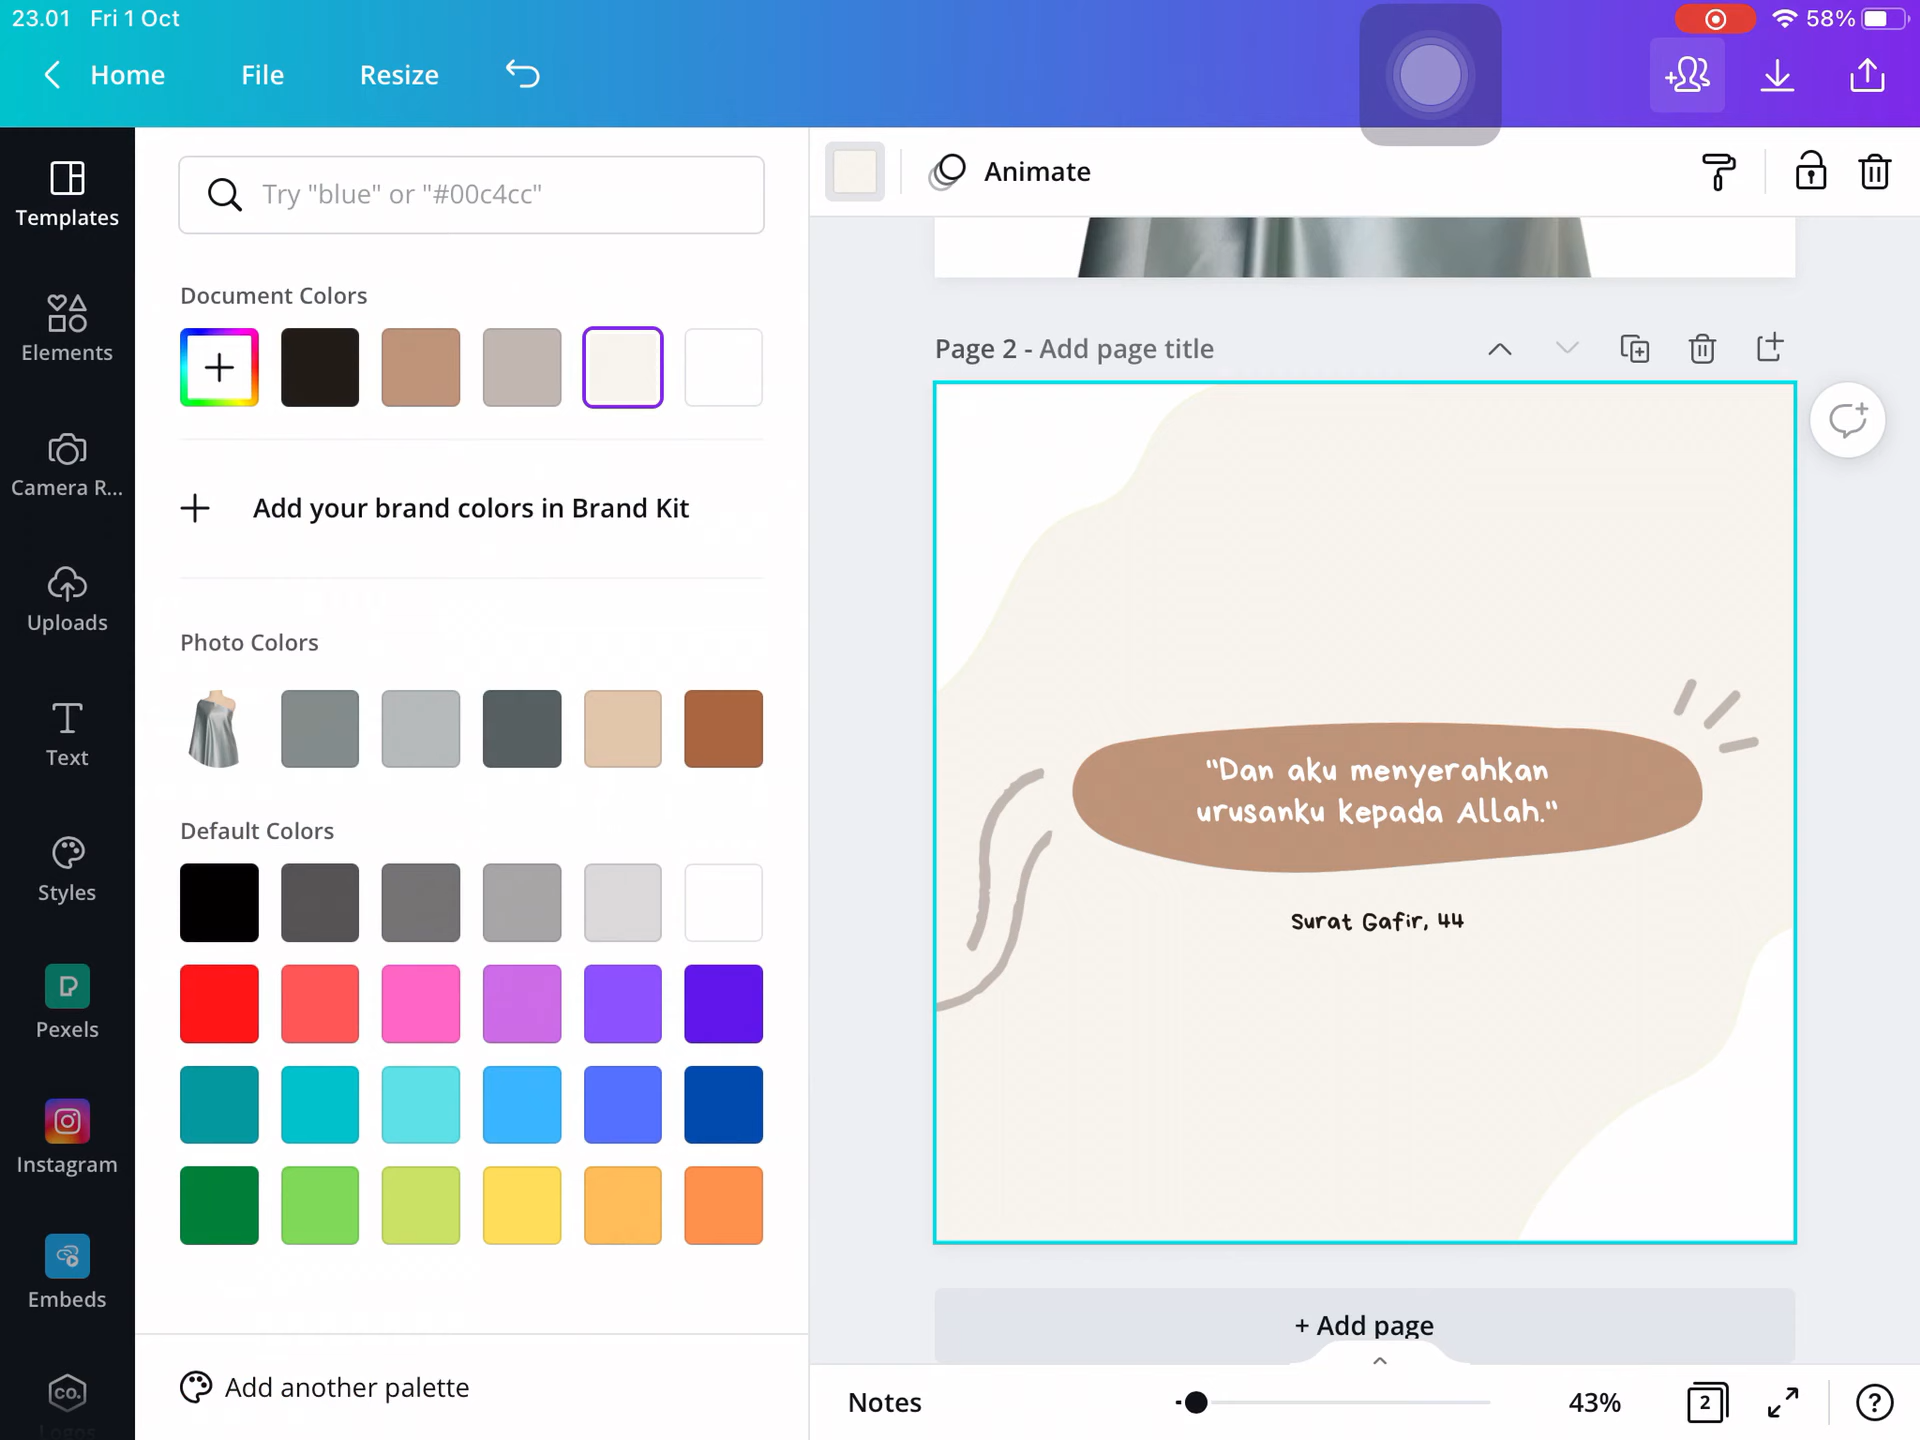 23.01 Fri 1 Oct
58%
Home
File
Resize
Templates
Elements
Camera R...
Uploads
Text
Styles
Pexels
Instagram
Embeds
co.
Logos
Try "blue" or "#00c4cc"
Document Colors
Add your brand colors in Brand Kit
Photo Colors
Default Colors
Add another palette
Animate
Page 2 - Add page title
"Dan aku menyerahkan
urusanku kepada Allah."
Surat Gafir, 44
+ Add page
Notes
43%
2
?